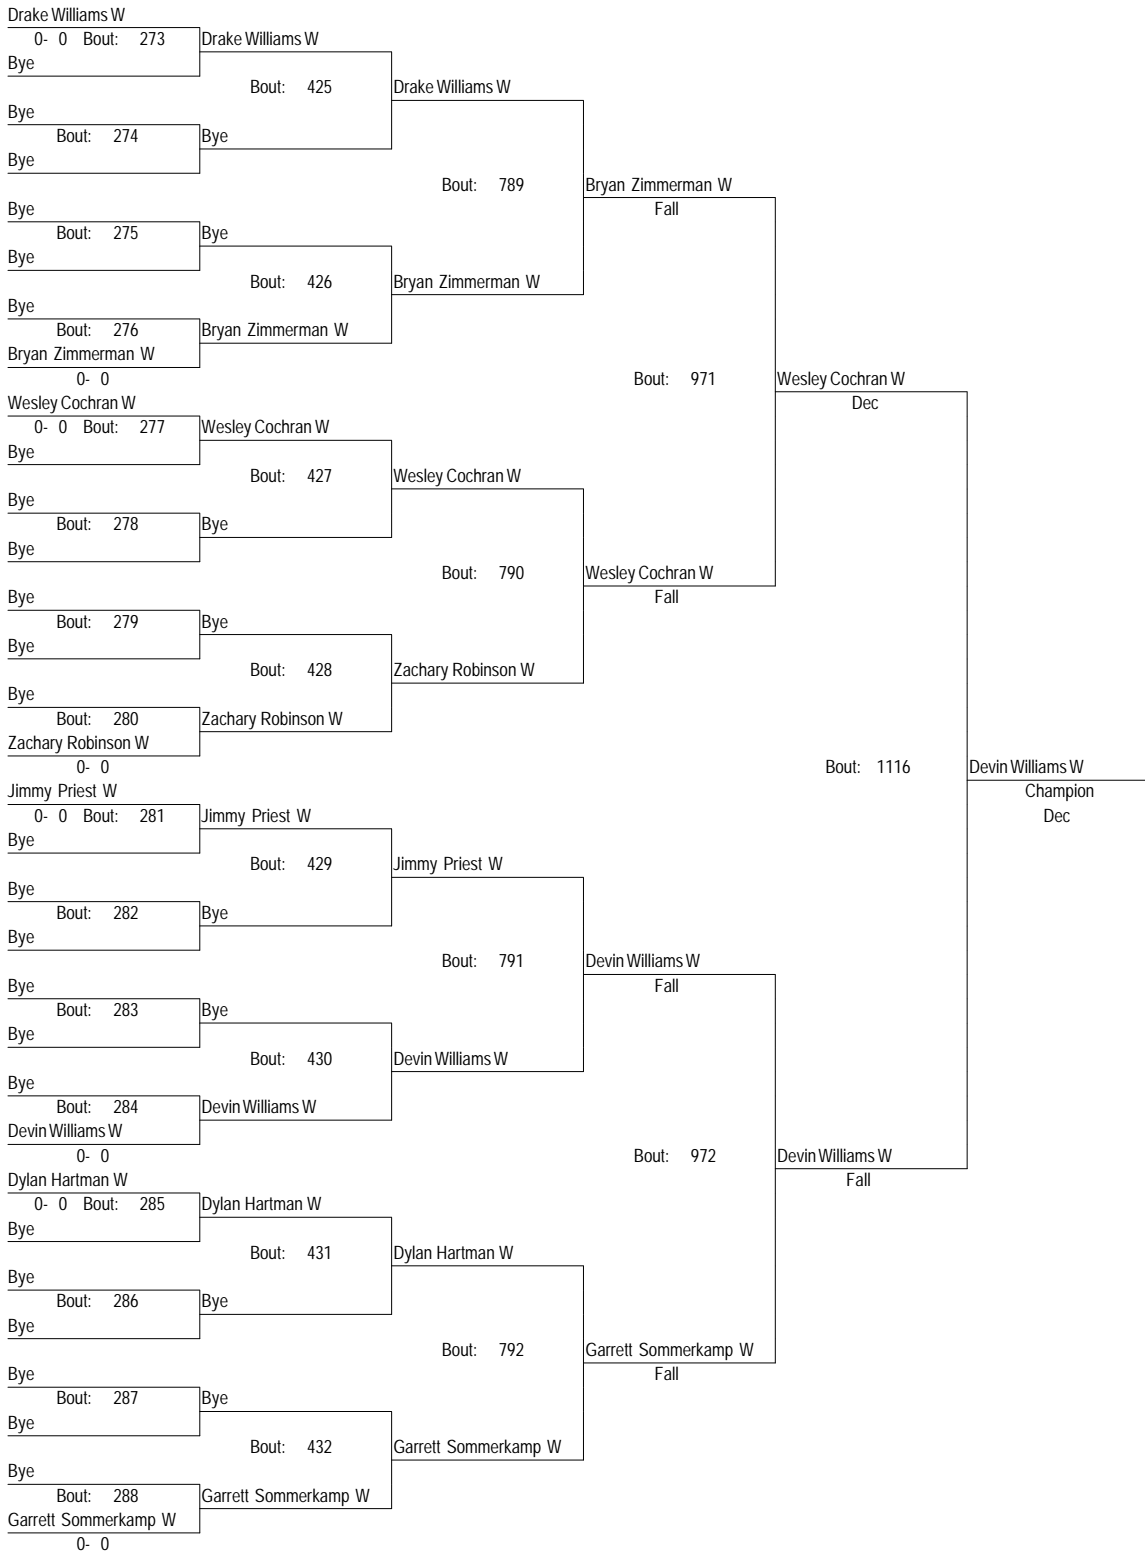 Drake Williams W
0- 0 Bout: 273 Drake Williams W
Bye
Bout: 425 Drake Williams W
Bye
Bout: 274 Bye
Bye
Bout: 789 Bryan Zimmerman W
Bye
Fall
Bout: 275 Bye
Bye
Bout: 426 Bryan Zimmerman W
Bye
Bout: 276 Bryan Zimmerman W
Bryan Zimmerman W
0- 0 Bout: 971 Wesley Cochran W
Wesley Cochran W Dec
0- 0 Bout: 277 Wesley Cochran W
Bye
Bout: 427 Wesley Cochran W
Bye
Bout: 278 Bye
Bye
Bout: 790 Wesley Cochran W
Bye Fall
Bout: 279 Bye
Bye
Bout: 428 Zachary Robinson W
Bye
Bout: 280 Zachary Robinson W
Zachary Robinson W
0- 0 Bout: 1116 Devin Williams W
Jimmy Priest W Champion
0- 0 Bout: 281 Jimmy Priest W Dec
Bye
Bout: 429 Jimmy Priest W
Bye
Bout: 282 Bye
Bye
Bout: 791 Devin Williams W
Bye Fall
Bout: 283 Bye
Bye
Bout: 430 Devin Williams W
Bye
Bout: 284 Devin Williams W
Devin Williams W
0- 0 Bout: 972 Devin Williams W
Dylan Hartman W Fall
0- 0 Bout: 285 Dylan Hartman W
Bye
Bout: 431 Dylan Hartman W
Bye
Bout: 286 Bye
Bye
Bout: 792 Garrett Sommerkamp W
Bye Fall
Bout: 287 Bye
Bye
Bout: 432 Garrett Sommerkamp W
Bye
Bout: 288 Garrett Sommerkamp W
Garrett Sommerkamp W
0- 0